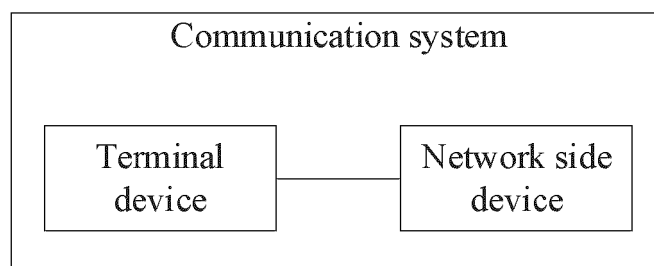 Communication system
Terminal
device
Network side
device